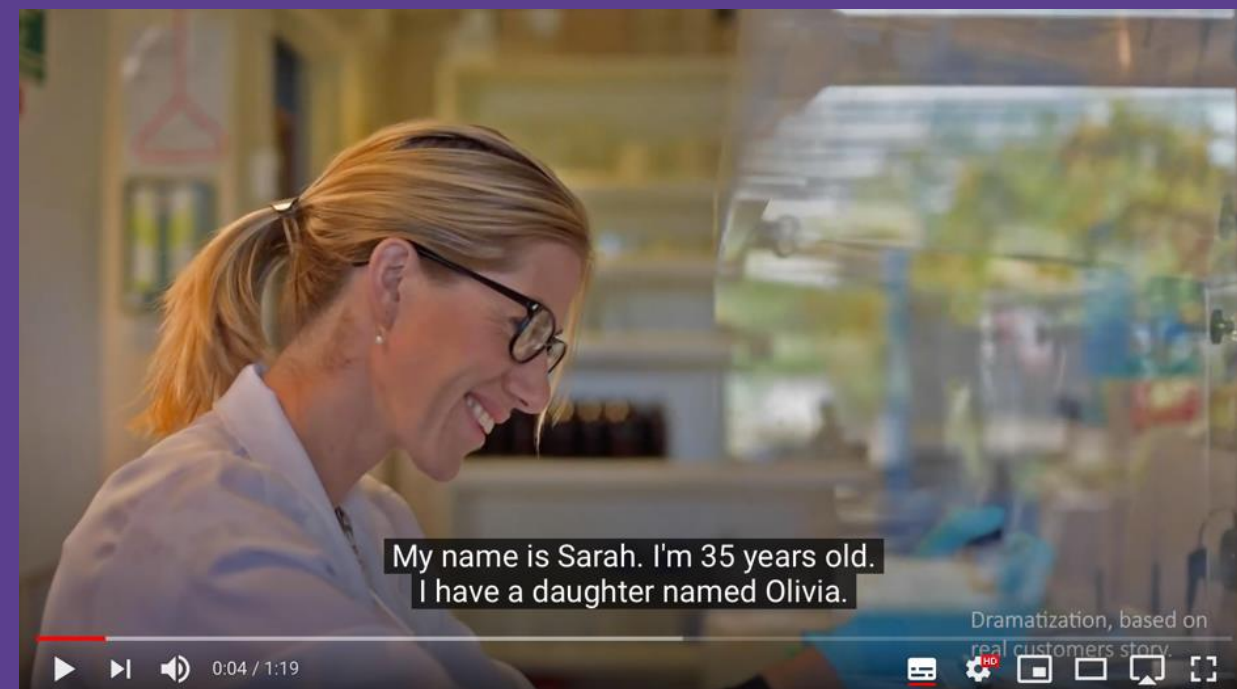 My name is Sarah. I'm 35 years old.
I have a daughter named Olivia.
Dramatization, based on
real customers story.
0:04 / 1:19
HD